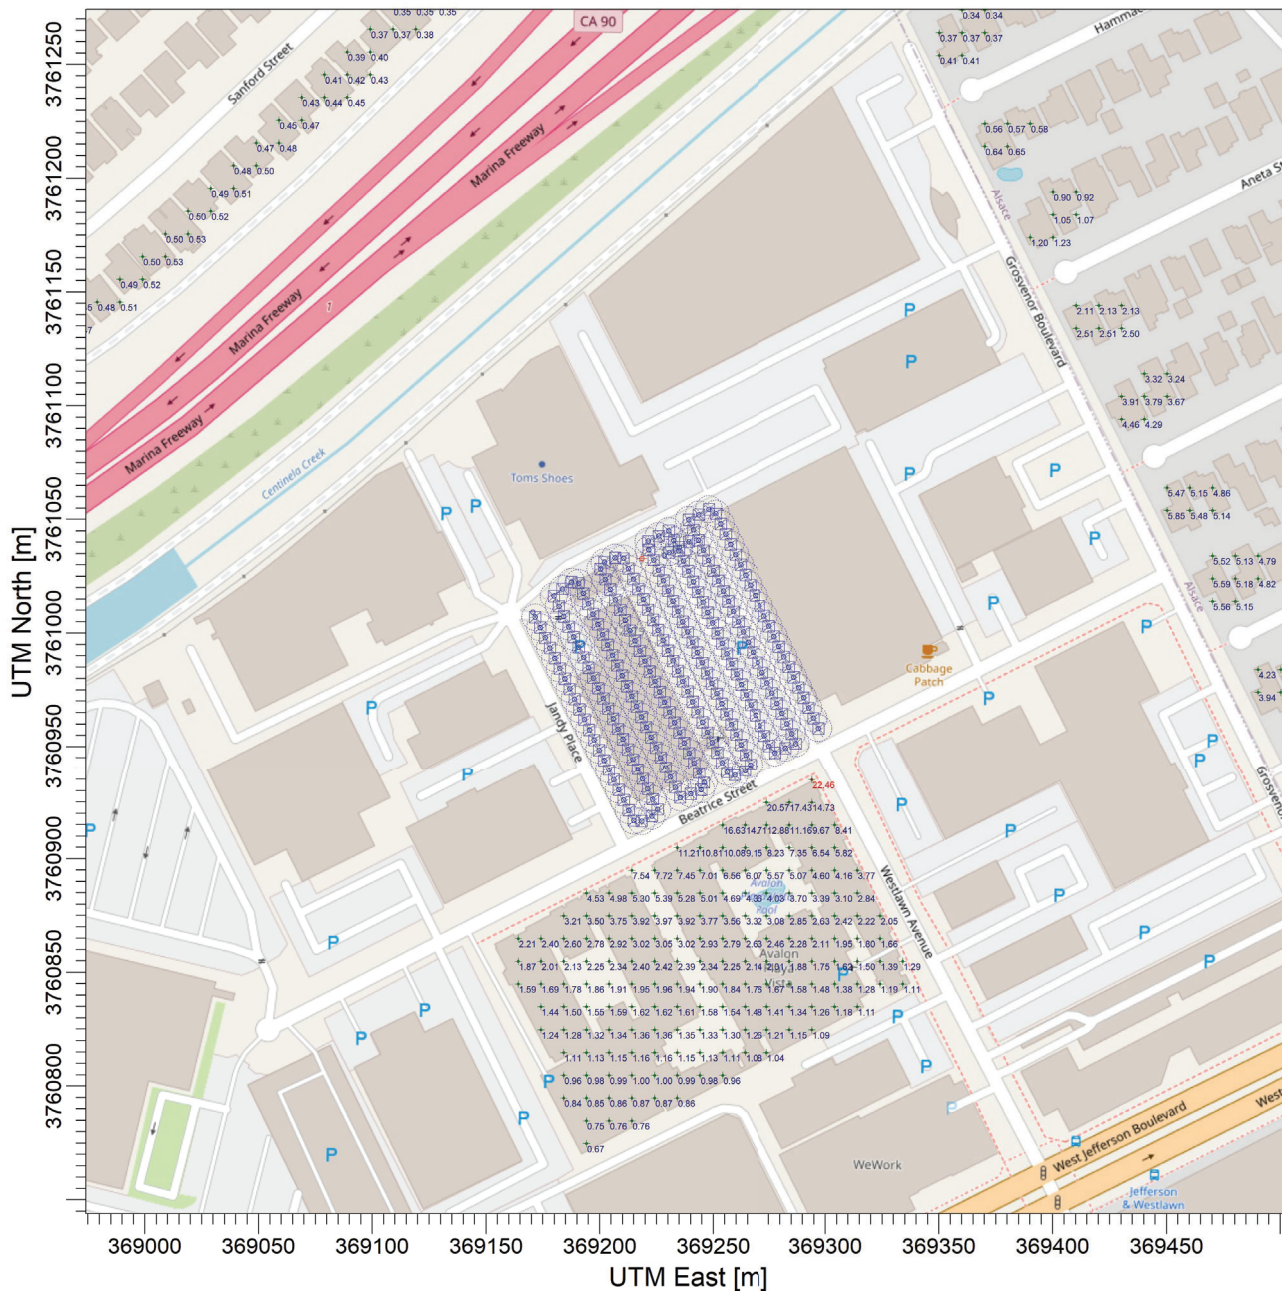 0.35 0.35 0.35
0.37 0.37 0.38
0.39 0.40
0.41 0.42 0.43
0.43 0.44 0.45
0.45 0.47
0.47 0.48
0.48 0.50
0.49 0.51
0.50 0.52
0.50 0.53
0.50 0.53
0.49 0.52
0.48 0.51
CA 90
Sanford Street
Marina Freeway
Marina Freeway
Marina Freeway
1
Centinela Creek
0.34 0.34
0.37 0.37 0.37
0.41 0.41
0.56 0.57 0.58
0.64 0.65
0.90 0.92
1.05 1.07
1.20 1.23
2.11 2.13 2.13
2.51 2.51 2.50
3.32 3.24
3.91 3.79 3.67
4.46 4.29
5.47 5.15 4.86
5.85 5.48 5.14
5.52 5.13 4.79
5.59 5.18 4.82
5.56 5.15
4.23
3.94
Alsace
Grosvenor Boulevard
Alsace
Toms Shoes
Cabbage
Patch
Jandy Place
Beatrice Street
Westlawn Avenue
22.46
20.57 17.43 14.73
16.63 14.71 12.88 11.16 9.67 8.41
11.21 10.81 10.08 9.15 8.23 7.35 6.54 5.82
7.54 7.72 7.45 7.01 6.56 6.07 5.57 5.07 4.60 4.16 3.77
4.53 4.98 5.30 5.39 5.28 5.01 4.69 4.36 4.03 3.70 3.39 3.10 2.84
3.21 3.50 3.75 3.92 3.97 3.92 3.77 3.56 3.32 3.08 2.85 2.63 2.42 2.22 2.05
2.21 2.40 2.60 2.78 2.92 3.02 3.05 3.02 2.93 2.79 2.63 2.46 2.28 2.11 1.95 1.80 1.66
1.87 2.01 2.13 2.25 2.34 2.40 2.42 2.39 2.34 2.25 2.14 2.01 1.88 1.75 1.62 1.50 1.39 1.29
1.59 1.69 1.78 1.86 1.91 1.95 1.96 1.94 1.90 1.84 1.76 1.67 1.58 1.48 1.38 1.28 1.19 1.11
1.44 1.50 1.55 1.59 1.62 1.62 1.61 1.58 1.54 1.48 1.41 1.34 1.26 1.18 1.11
1.24 1.28 1.32 1.34 1.36 1.36 1.35 1.33 1.30 1.26 1.21 1.15 1.09
1.11 1.13 1.15 1.16 1.16 1.15 1.13 1.11 1.08 1.04
0.96 0.98 0.99 1.00 1.00 0.99 0.98 0.96
0.84 0.85 0.86 0.87 0.87 0.86
0.75 0.76 0.76
0.67
Avalon
Playa
Vista
WeWork
West Jefferson Boulevard
Jefferson
& Westlawn
UTM North [m]
3761250
3761200
3761150
3761100
3761050
3761000
3760950
3760900
3760850
3760800
369000 369050 369100 369150 369200 369250 369300 369350 369400 369450
UTM East [m]